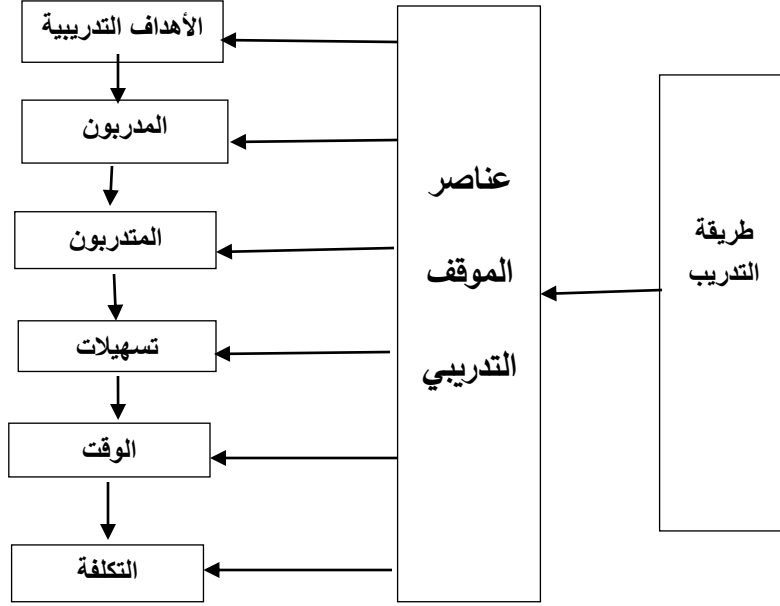 طريقة
التدريب
عناصر
الموقف
التدريبي
الأهداف التدريبية
المدربون
المتدربون
تسهيلات
الوقت
التكلفة